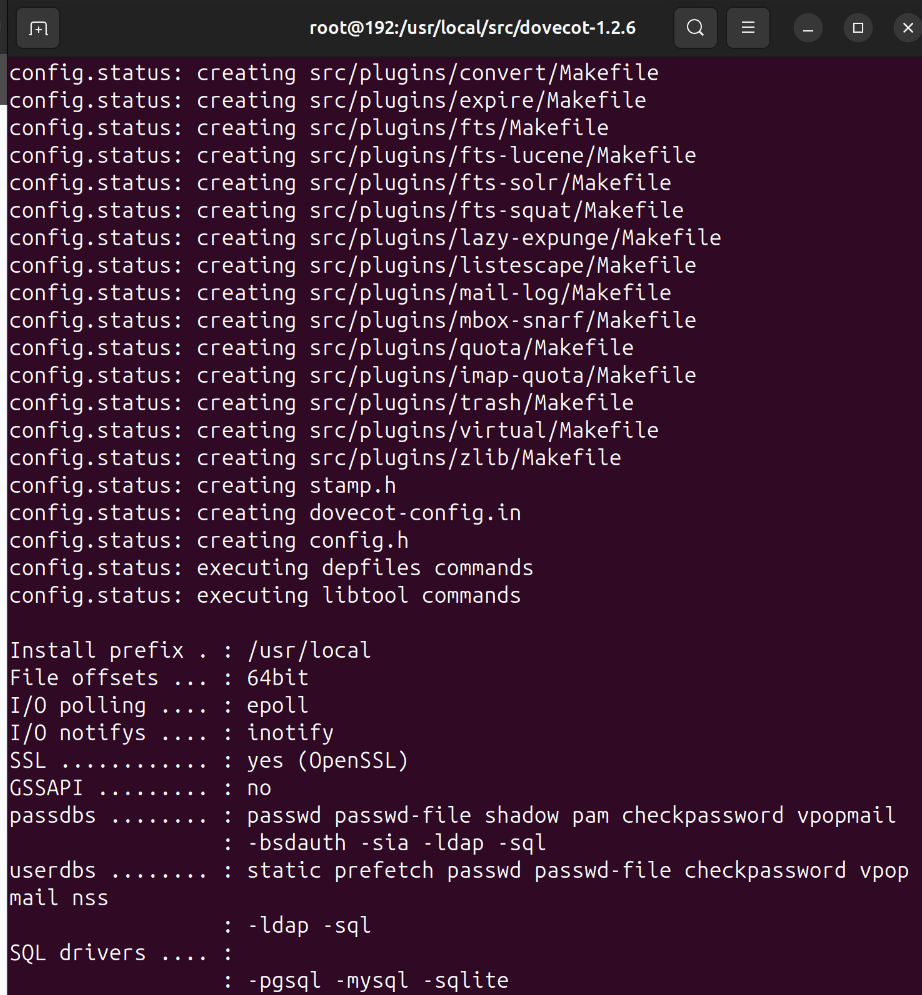 root@192:/usr/local/src/dovecot-1.2.6
config.status: creating src/plugins/convert/Makefile
config.status: creating src/plugins/expire/Makefile
config.status: creating src/plugins/fts/Makefile
config.status: creating src/plugins/fts-lucene/Makefile
config.status: creating src/plugins/fts-solr/Makefile
config.status: creating src/plugins/fts-squat/Makefile
config.status: creating src/plugins/lazy-expunge/Makefile
config.status: creating src/plugins/listescape/Makefile
config.status: creating src/plugins/mail-log/Makefile
config.status: creating src/plugins/mbox-snarf/Makefile
config.status: creating src/plugins/quota/Makefile
config.status: creating src/plugins/imap-quota/Makefile
config.status: creating src/plugins/trash/Makefile
config.status: creating src/plugins/virtual/Makefile
config.status: creating src/plugins/zlib/Makefile
config.status: creating stamp.h
config.status: creating dovecot-config.in
config.status: creating config.h
config.status: executing depfiles commands
config.status: executing libtool commands

Install prefix . : /usr/local
File offsets ... : 64bit
I/O polling .... : epoll
I/O notifys .... : inotify
SSL ............ : yes (OpenSSL)
GSSAPI ......... : no
passdbs ........ : passwd passwd-file shadow pam checkpassword vpopmail
                 : -bsdauth -sia -ldap -sql
userdbs ........ : static prefetch passwd passwd-file checkpassword vpop
mail nss
                 : -ldap -sql
SQL drivers .... :
                 : -pgsql -mysql -sqlite